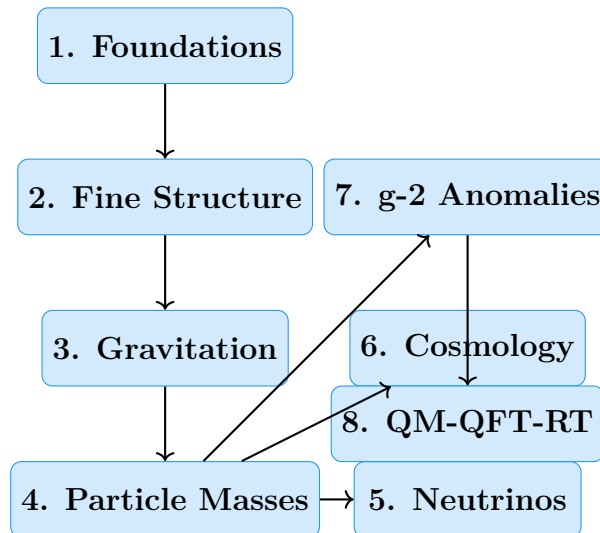 1. Foundations
2. Fine Structure
7. g-2 Anomalies
3. Gravitation
6. Cosmology
8. QM-QFT-RT
4. Particle Masses
5. Neutrinos